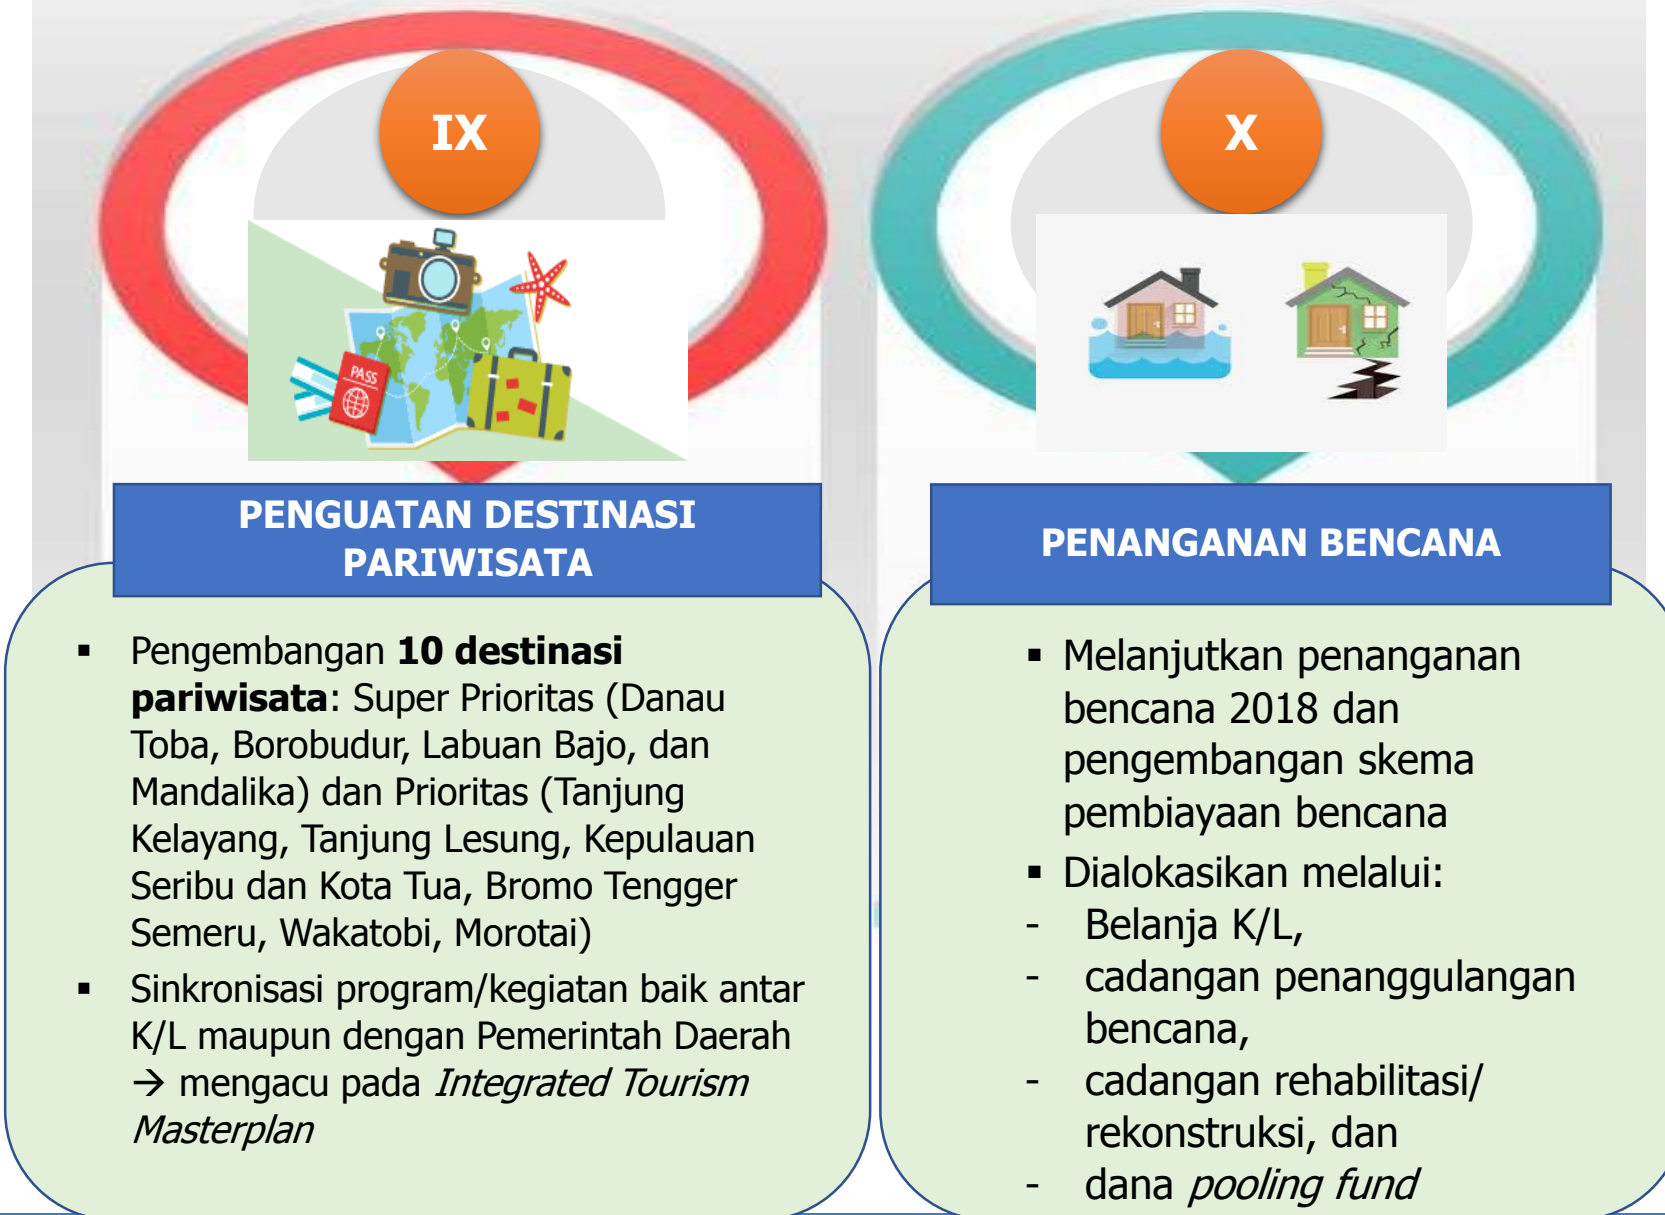 IX
PASS
PENGUATAN DESTINASI
PARIWISATA
▪ Pengembangan 10 destinasi
pariwisata: Super Prioritas (Danau
Toba, Borobudur, Labuan Bajo, dan
Mandalika) dan Prioritas (Tanjung
Kelayang, Tanjung Lesung, Kepulauan
Seribu dan Kota Tua, Bromo Tengger
Semeru, Wakatobi, Morotai)
▪ Sinkronisasi program/kegiatan baik antar
K/L maupun dengan Pemerintah Daerah
→ mengacu pada Integrated Tourism
Masterplan
X
PENANGANAN BENCANA
▪ Melanjutkan penanganan
bencana 2018 dan
pengembangan skema
pembiayaan bencana
▪ Dialokasikan melalui:
- Belanja K/L,
- cadangan penanggulangan
bencana,
- cadangan rehabilitasi/
rekonstruksi, dan
- dana pooling fund